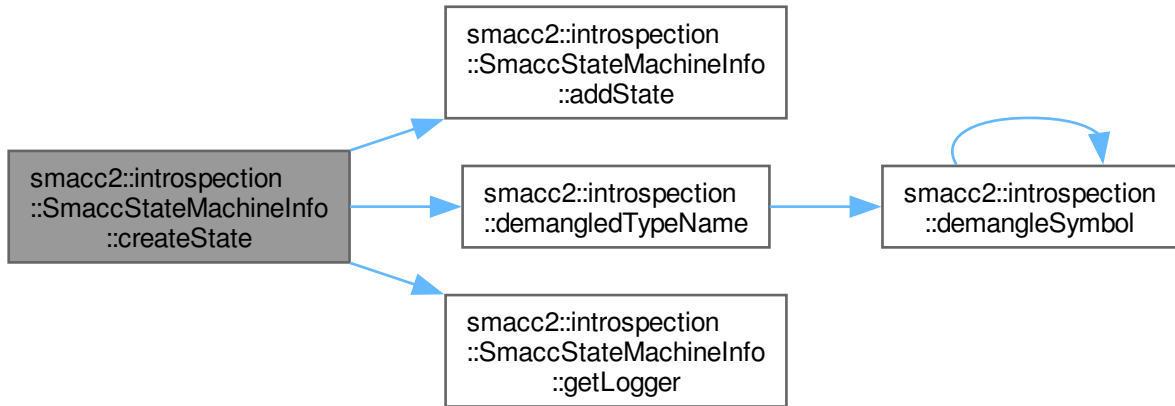 smacc2::introspection
::SmaccStateMachineInfo
::addState
smacc2::introspection
::SmaccStateMachineInfo
::createState
smacc2::introspection
::demangledTypeName
smacc2::introspection
::demangleSymbol
smacc2::introspection
::SmaccStateMachineInfo
::getLogger